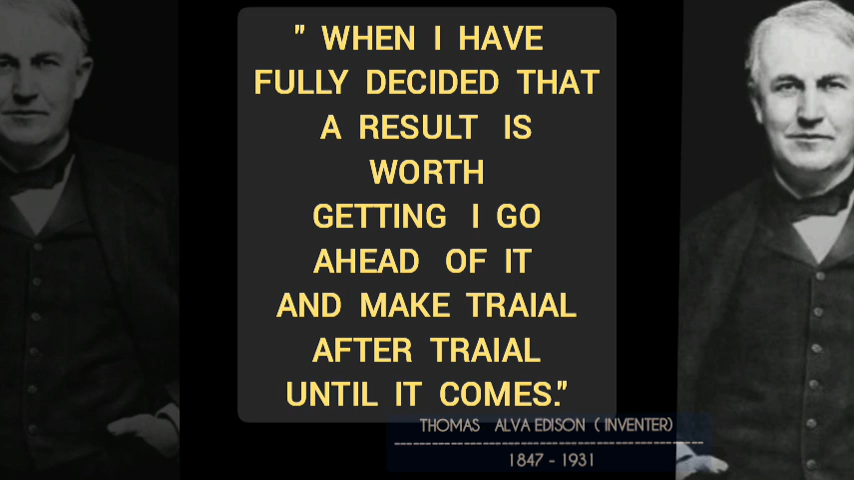 " WHEN I HAVE
FULLY DECIDED THAT
A RESULT IS
WORTH
GETTING I GO
AHEAD OF IT
AND MAKE TRAIAL
AFTER TRAIAL
UNTIL IT COMES."
THOMAS ALVA EDISON ( INVENTER)
1847 - 1931